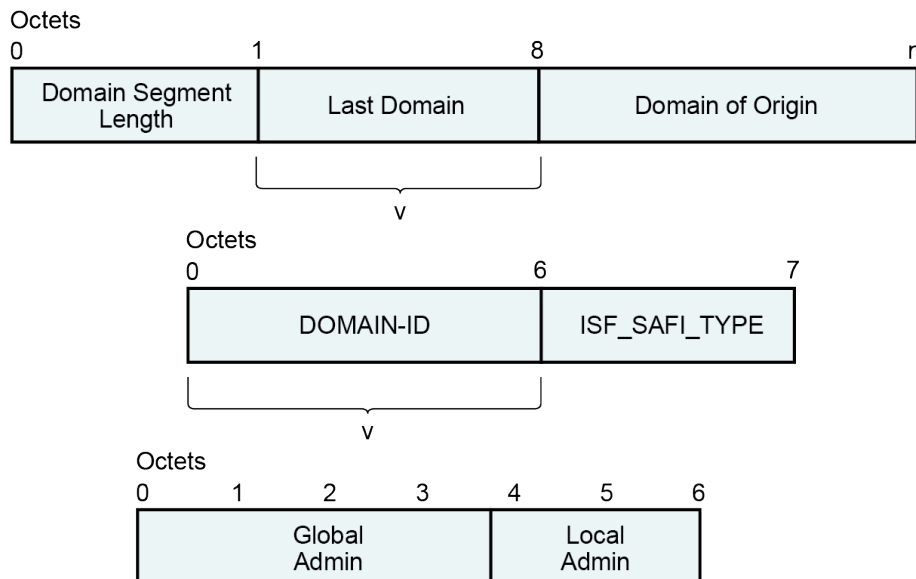 Octets
0 1 8 n
Domain Segment
Length
Last Domain
Domain of Origin
v
Octets
0 6 7
DOMAIN-ID
ISF_SAFI_TYPE
v
Octets
0 1 2 3 4 5 6
Global
Admin
Local
Admin